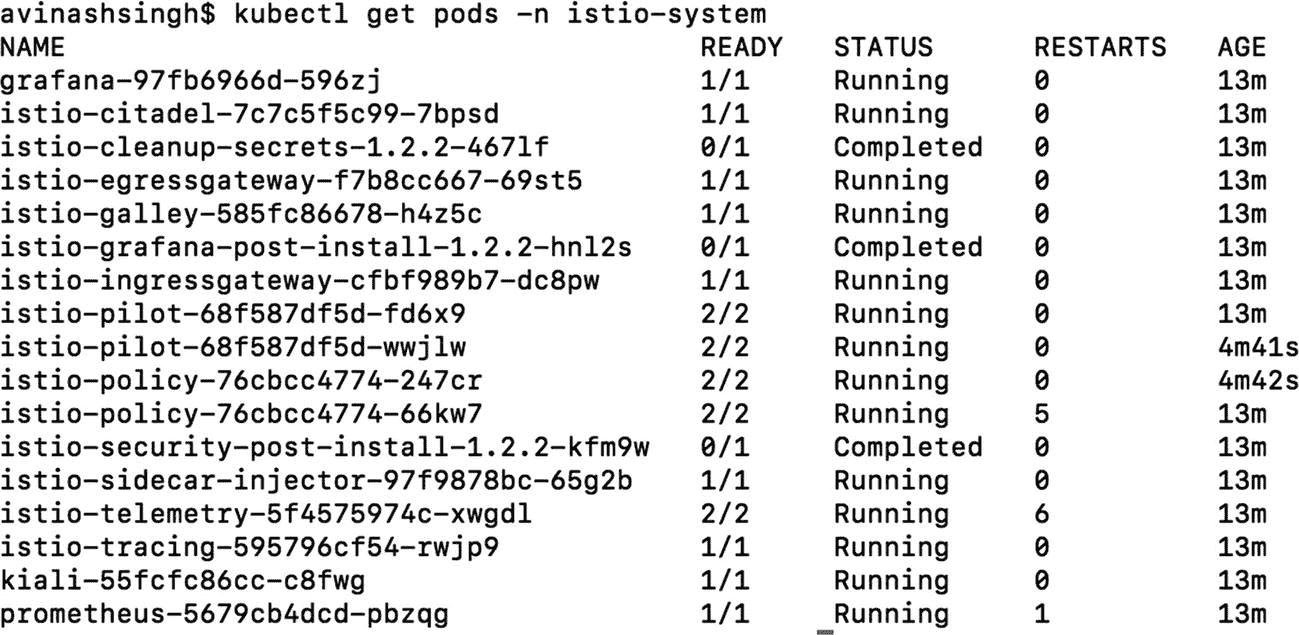 avinashsingh$ kubectl get pods -n istio-system
NAME READY STATUS RESTARTS AGE
grafana-97fb6966d-596zj 1/1 Running 0 13m
istio-citadel-7c7c5f5c99-7bpsd 1/1 Running 0 13m
istio-cleanup-secrets-1.2.2-467lf 0/1 Completed 0 13m
istio-egressgateway-f7b8cc667-69st5 1/1 Running 0 13m
istio-galley-585fc86678-h4z5c 1/1 Running 0 13m
istio-grafana-post-install-1.2.2-hnl2s 0/1 Completed 0 13m
istio-ingressgateway-cfbf989b7-dc8pw 1/1 Running 0 13m
istio-pilot-68f587df5d-fd6x9 2/2 Running 0 13m
istio-pilot-68f587df5d-wwjlw 2/2 Running 0 4m41s
istio-policy-76cbcc4774-247cr 2/2 Running 0 4m42s
istio-policy-76cbcc4774-66kw7 2/2 Running 5 13m
istio-security-post-install-1.2.2-kfm9w 0/1 Completed 0 13m
istio-sidecar-injector-97f9878bc-65g2b 1/1 Running 0 13m
istio-telemetry-5f4575974c-xwgdl 2/2 Running 6 13m
istio-tracing-595796cf54-rwjp9 1/1 Running 0 13m
kiali-55fcfc86cc-c8fwg 1/1 Running 0 13m
prometheus-5679cb4dcd-pbzqg 1/1 Running 1 13m